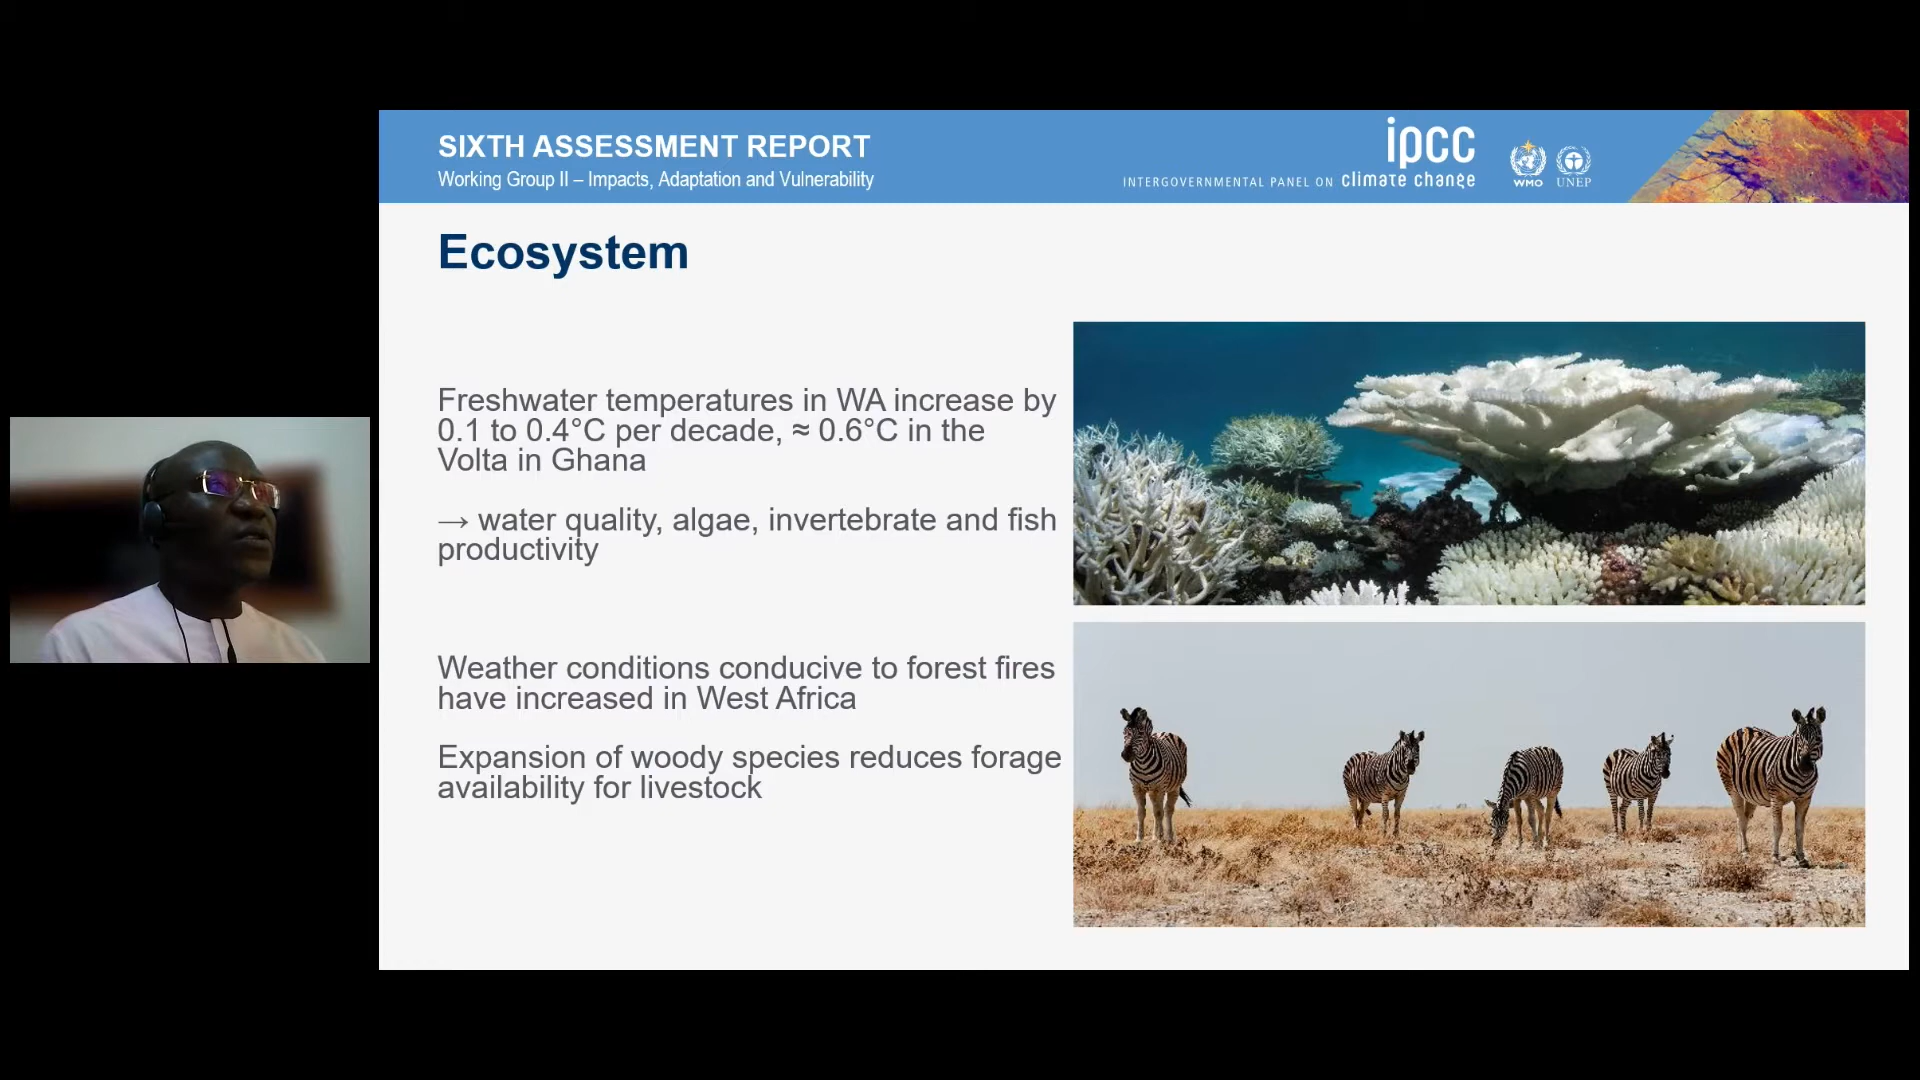 SIXTH ASSESSMENT REPORT
Working Group II – Impacts, Adaptation and Vulnerability
ipcc
INTERGOVERNMENTAL PANEL ON climate change
WMO
UNEP
Ecosystem
Freshwater temperatures in WA increase by
0.1 to 0.4°C per decade, ≈ 0.6°C in the
Volta in Ghana
→ water quality, algae, invertebrate and fish
productivity
Weather conditions conducive to forest fires
have increased in West Africa
Expansion of woody species reduces forage
availability for livestock